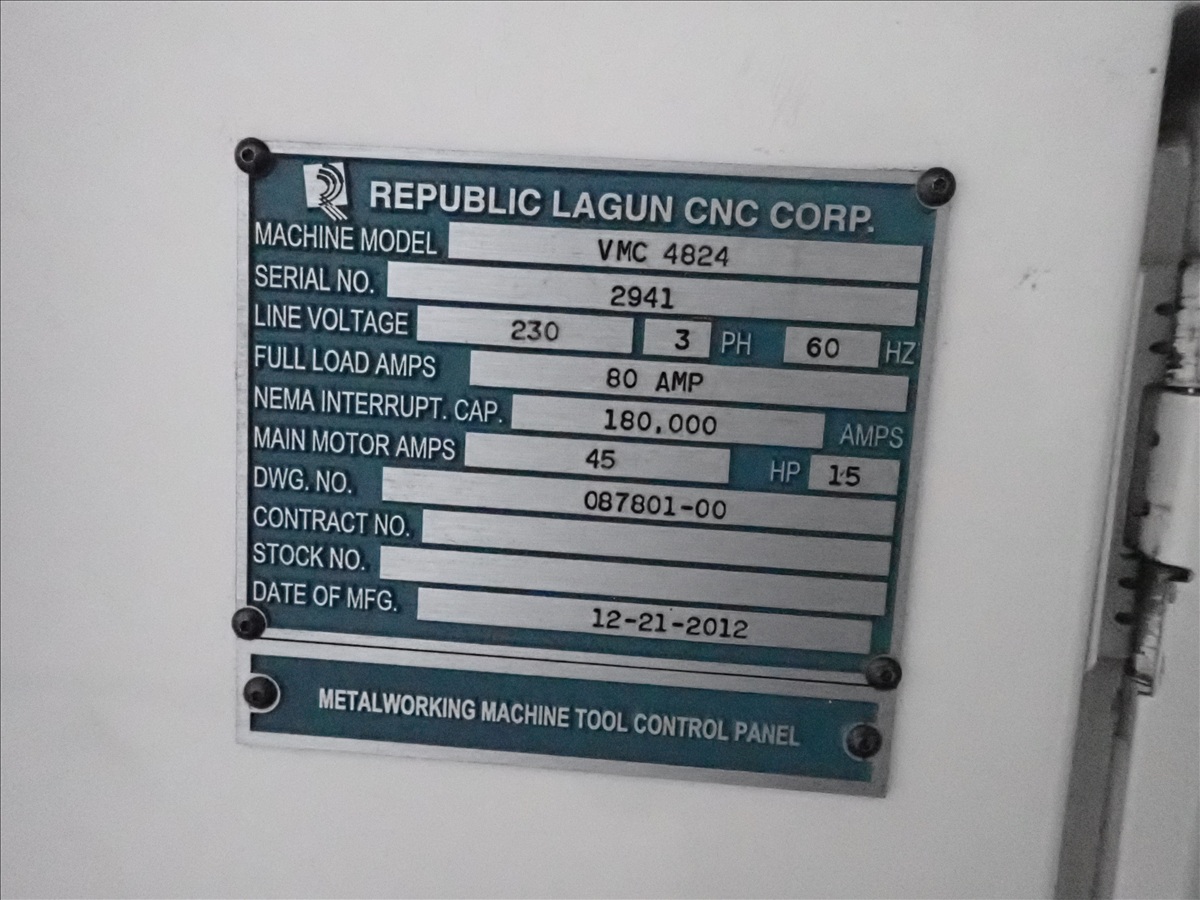 REPUBLIC LAGUN CNC CORP.
MACHINE MODEL VMC 4824
SERIAL NO. 2941
LINE VOLTAGE 230 3 PH 60 HZ
FULL LOAD AMPS 80 AMP
NEMA INTERRUPT. CAP. 180,000 AMPS
MAIN MOTOR AMPS 45 HP 15
DWG. NO. 087801-00
CONTRACT NO.
STOCK NO.
DATE OF MFG. 12-21-2012
METALWORKING MACHINE TOOL CONTROL PANEL